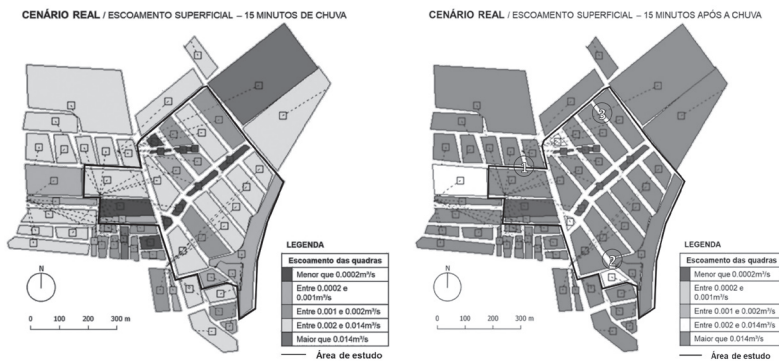 CENÁRIO REAL / ESCOAMENTO SUPERFICIAL – 15 MINUTOS DE CHUVA
N
0 100 200 300 m
LEGENDA
Escoamento das quadras
Menor que 0.0002m³/s
Entre 0.0002 e
0.001m³/s
Entre 0.001 e 0.002m³/s
Entre 0.002 e 0.014m³/s
Maior que 0.014m³/s
Área de estudo
CENÁRIO REAL / ESCOAMENTO SUPERFICIAL – 15 MINUTOS APÓS A CHUVA
3
1
2
N
0 100 200 300 m
LEGENDA
Escoamento das quadras
Menor que 0.0002m³/s
Entre 0.0002 e
0.001m³/s
Entre 0.001 e 0.002m³/s
Entre 0.002 e 0.014m³/s
Maior que 0.014m³/s
Área de estudo